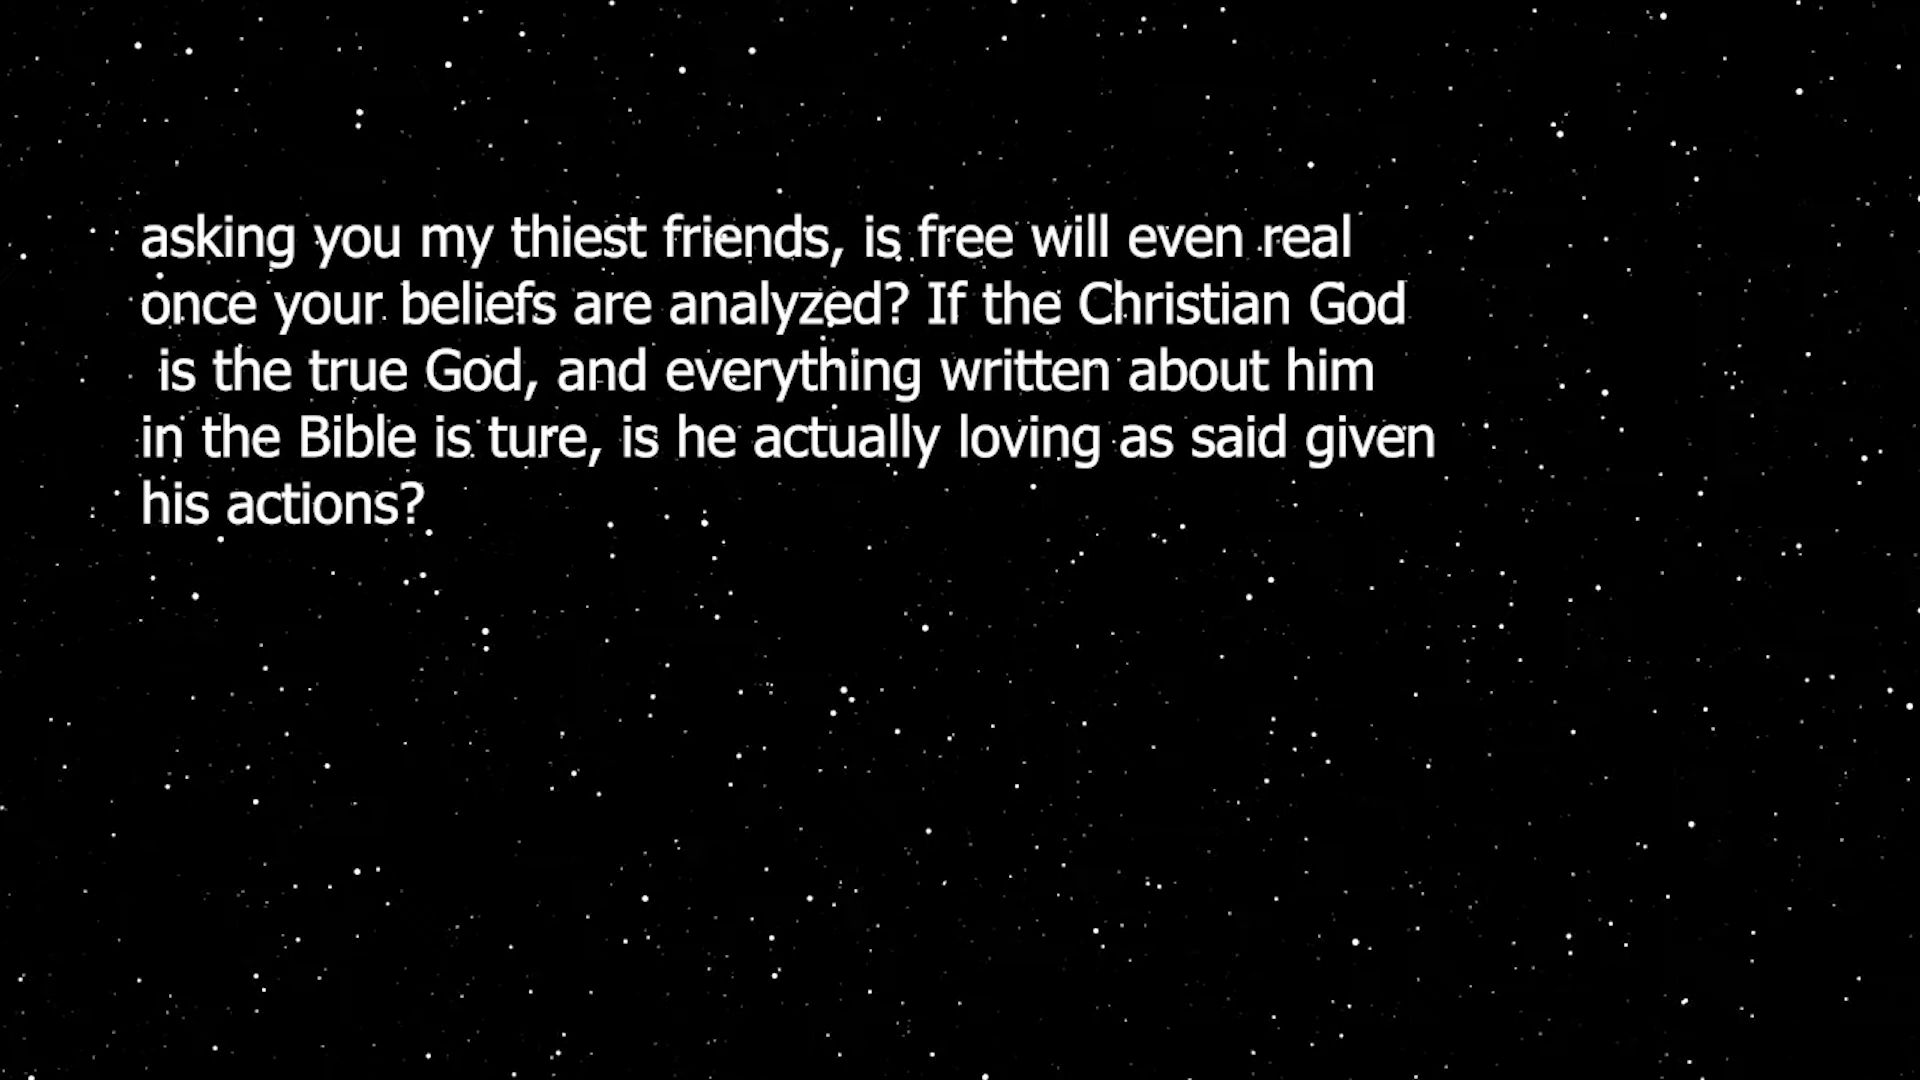 asking you my thiest friends, is free will even real
once your beliefs are analyzed? If the Christian God
is the true God, and everything written about him
in the Bible is ture, is he actually loving as said given
his actions?